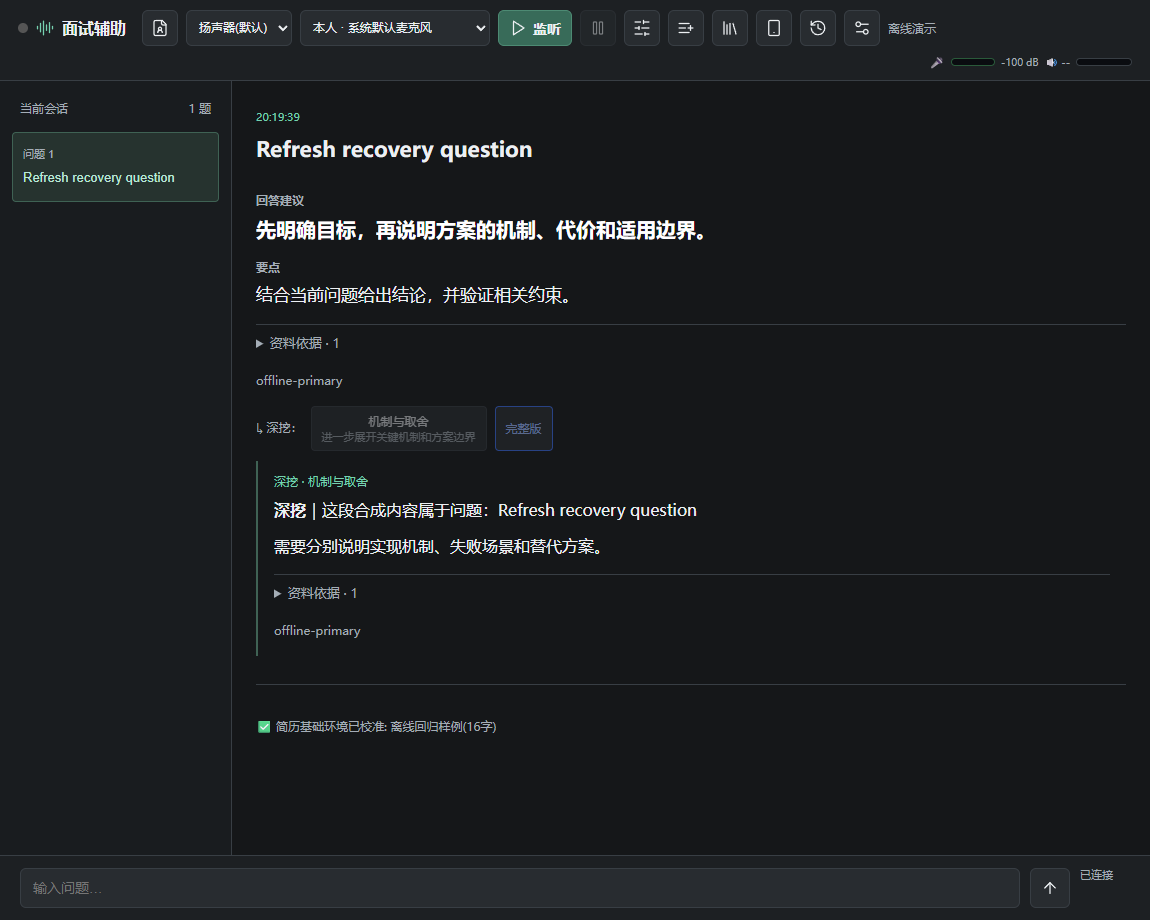 面试辅助
扬声器(默认)
本人 · 系统默认麦克风
监听
离线演示
-100 dB
--
当前会话
1 题
问题 1
Refresh recovery question
20:19:39
Refresh recovery question
回答建议
先明确目标，再说明方案的机制、代价和适用边界。
要点
结合当前问题给出结论，并验证相关约束。
▶ 资料依据 · 1
offline-primary
↳ 深挖：
机制与取舍
进一步展开关键机制和方案边界
完整版
深挖 · 机制与取舍
深挖 | 这段合成内容属于问题：Refresh recovery question
需要分别说明实现机制、失败场景和替代方案。
▶ 资料依据 · 1
offline-primary
✅ 简历基础环境已校准: 离线回归样例(16字)
输入问题...
已连接